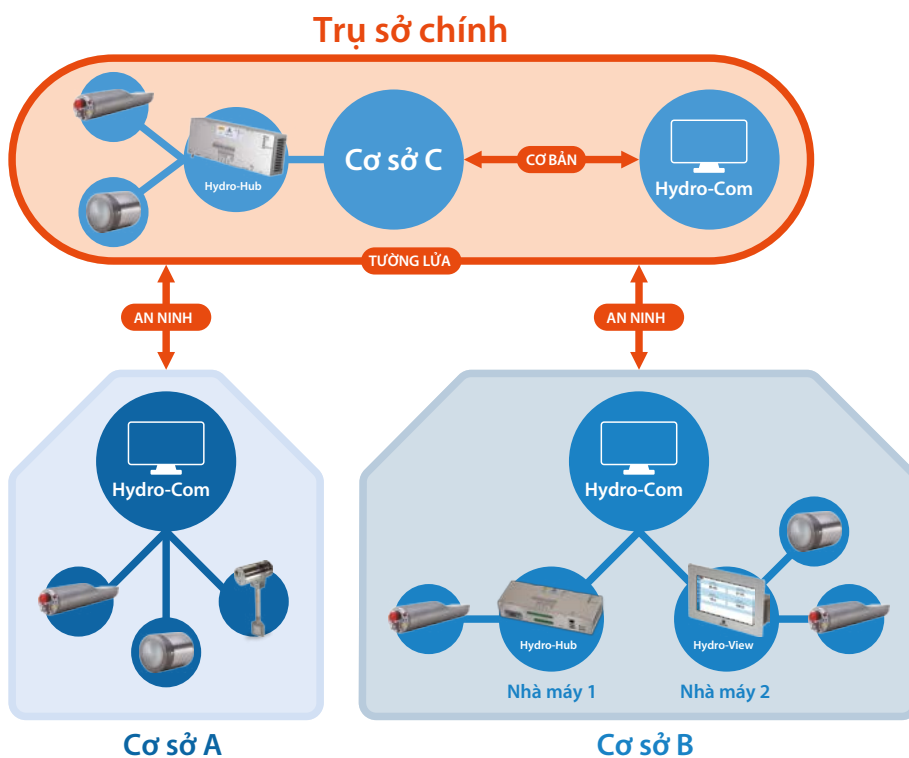 Trụ sở chính
Hydro-Hub
Cơ sở C
CƠ BẢN
Hydro-Com
TƯỜNG LỬA
AN NINH
AN NINH
Hydro-Com
Hydro-Com
Hydro-Hub
Hydro-View
Nhà máy 1
Nhà máy 2
Cơ sở A
Cơ sở B